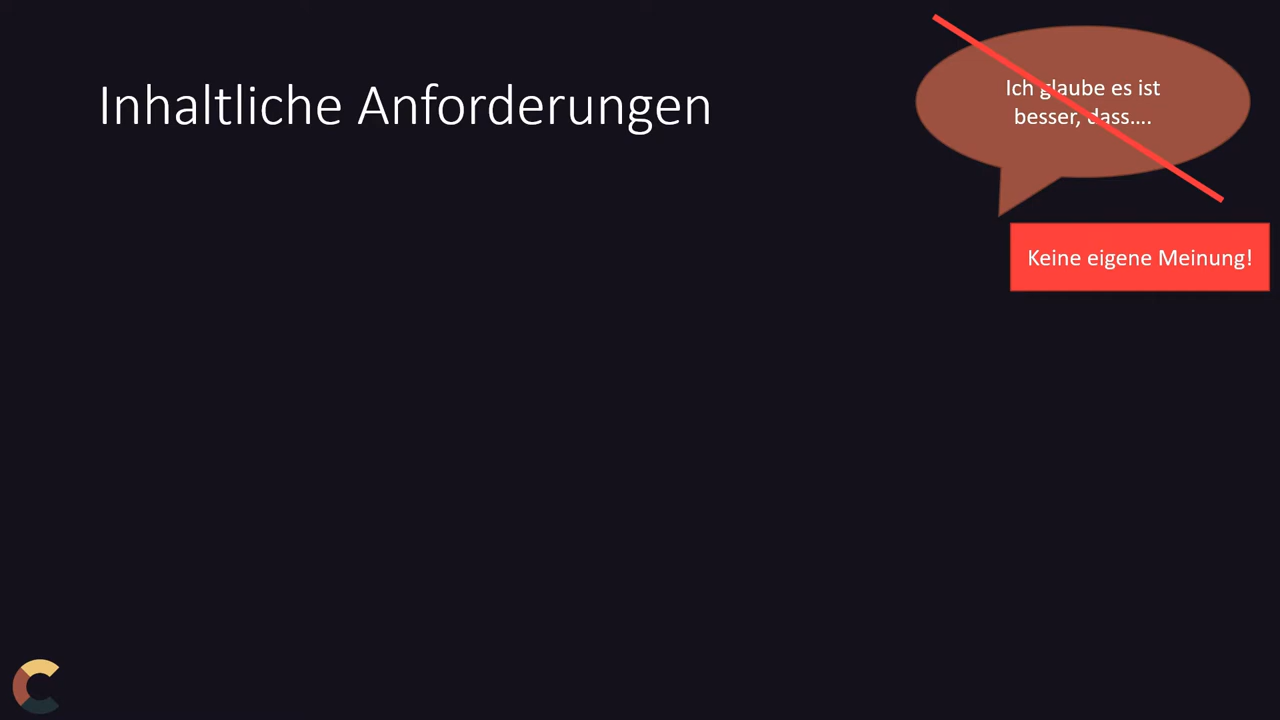 Inhaltliche Anforderungen
Ich glaube es ist
besser, dass....
Keine eigene Meinung!